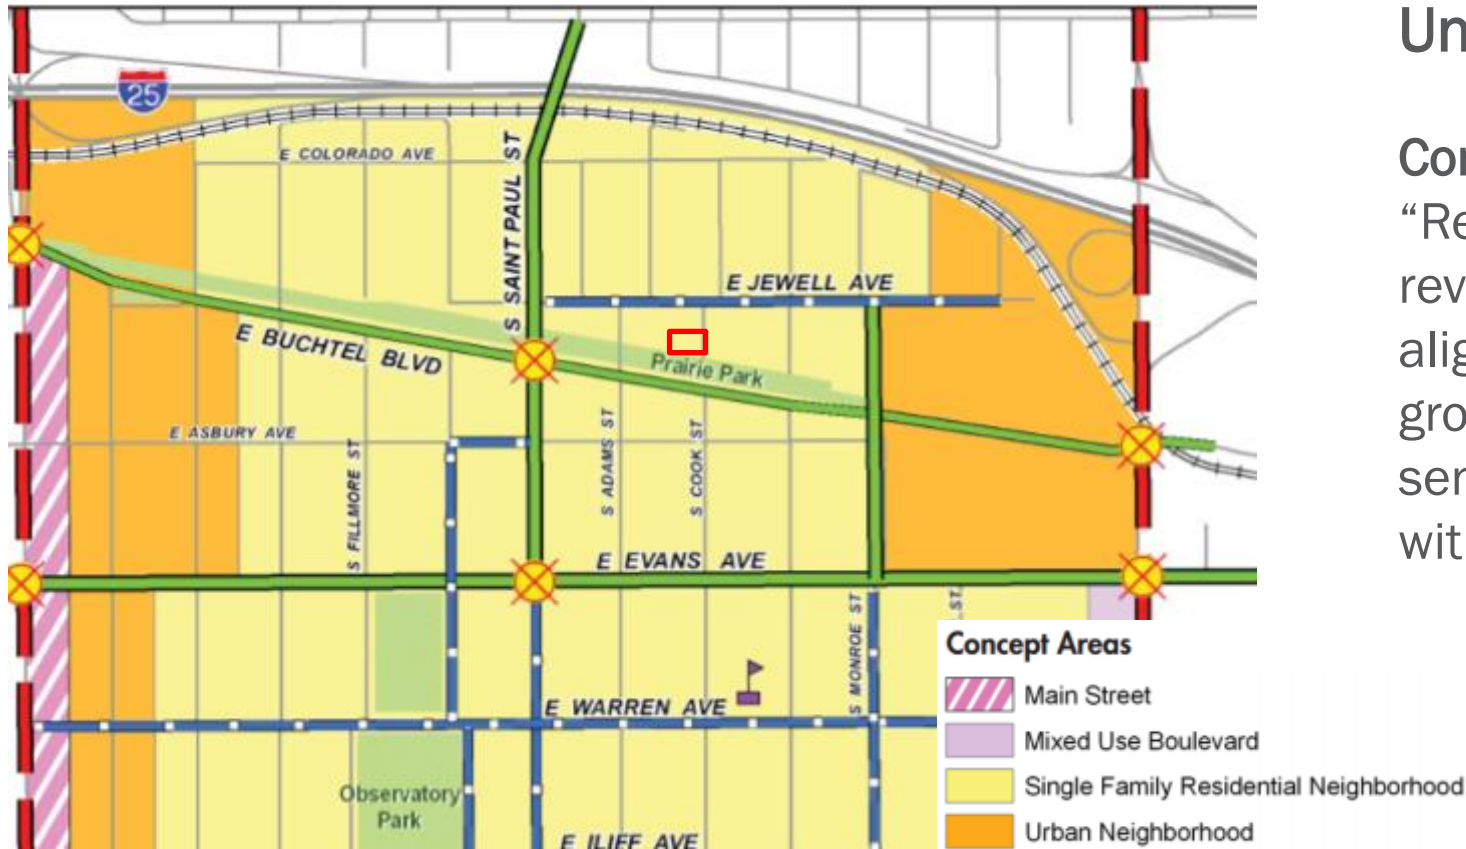 25
E COLORADO AVE
S SAINT PAUL ST
E JEWELL AVE
E BUCHTEL BLVD
Prairie Park
E ASBURY AVE
S FILLMORE ST
S ADAMS ST
S COOK ST
E EVANS AVE
S MONROE ST
ST
E WARREN AVE
Observatory
Park
E ILIFF AVE
Concept Areas
Main Street
Mixed Use Boulevard
Single Family Residential Neighborhood
Urban Neighborhood
Un
Con
“Re
rev
alig
gro
ser
wit